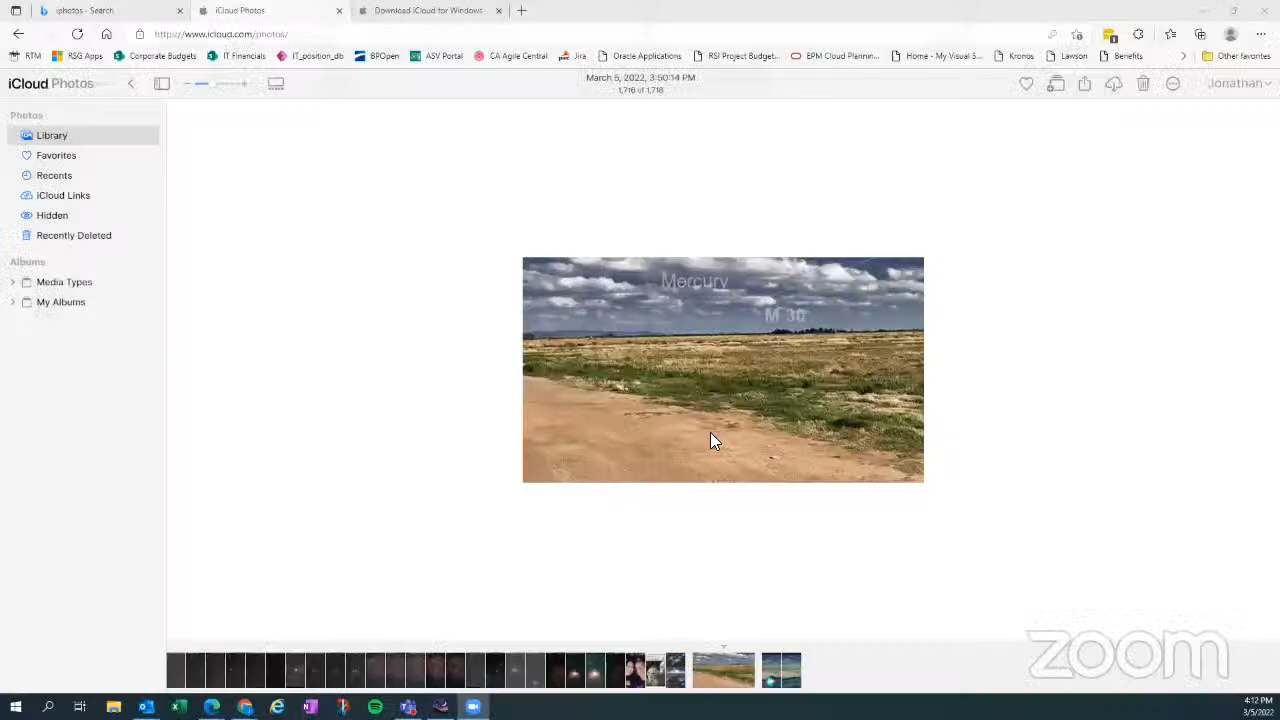 iphotos - Search
iCloud Photos
Download iCloud for Windows
https://www.icloud.com/photos/
RTM
RSG Apps
Corporate Budgets
IT Financials
IT_position_db
BPOpen
ASV Portal
CA Agile Central
Jira
Oracle Applications
RSI Project Budget...
EPM Cloud Plannin...
Home - My Visual S...
Kronos
Lawson
Benefits
Other favorites
iCloud Photos
March 5, 2022, 3:50:14 PM
1,716 of 1,718
Jonathan
Photos
Library
Favorites
Recents
iCloud Links
Hidden
Recently Deleted
Albums
Media Types
My Albums
Mercury
M 30
zoom
4:12 PM
3/5/2022